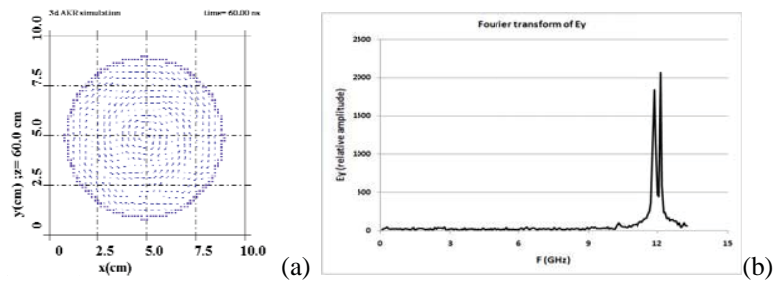 3d AKR simulation time= 60.00 ns
10.0
7.5
5.0
2.5
0
y(cm) ;z= 60.0 cm
0 2.5 5.0 7.5 10.0
x(cm)
(a)
Fourier transform of Ey
2500
2000
1500
1000
500
0
Ey (relative amplitude)
0 3 6 9 12 15
F (GHz)
(b)